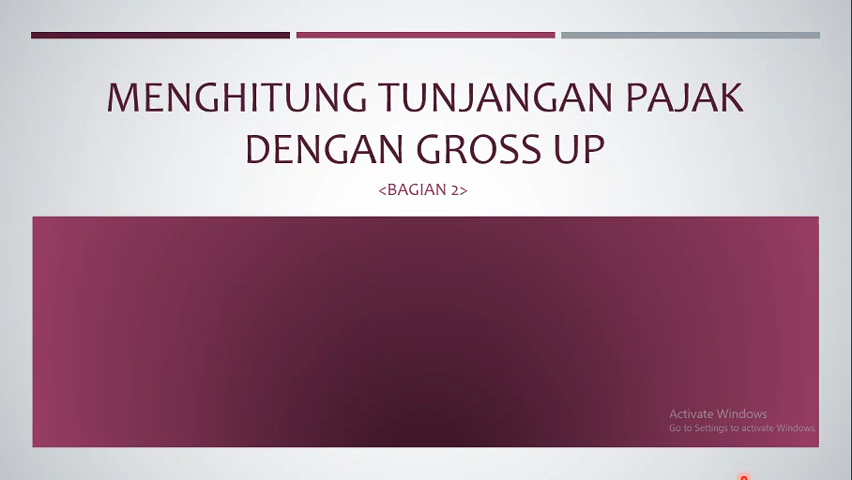 MENGHITUNG TUNJANGAN PAJAK
DENGAN GROSS UP
<BAGIAN 2>
Activate Windows
Go to Settings to activate Windows.